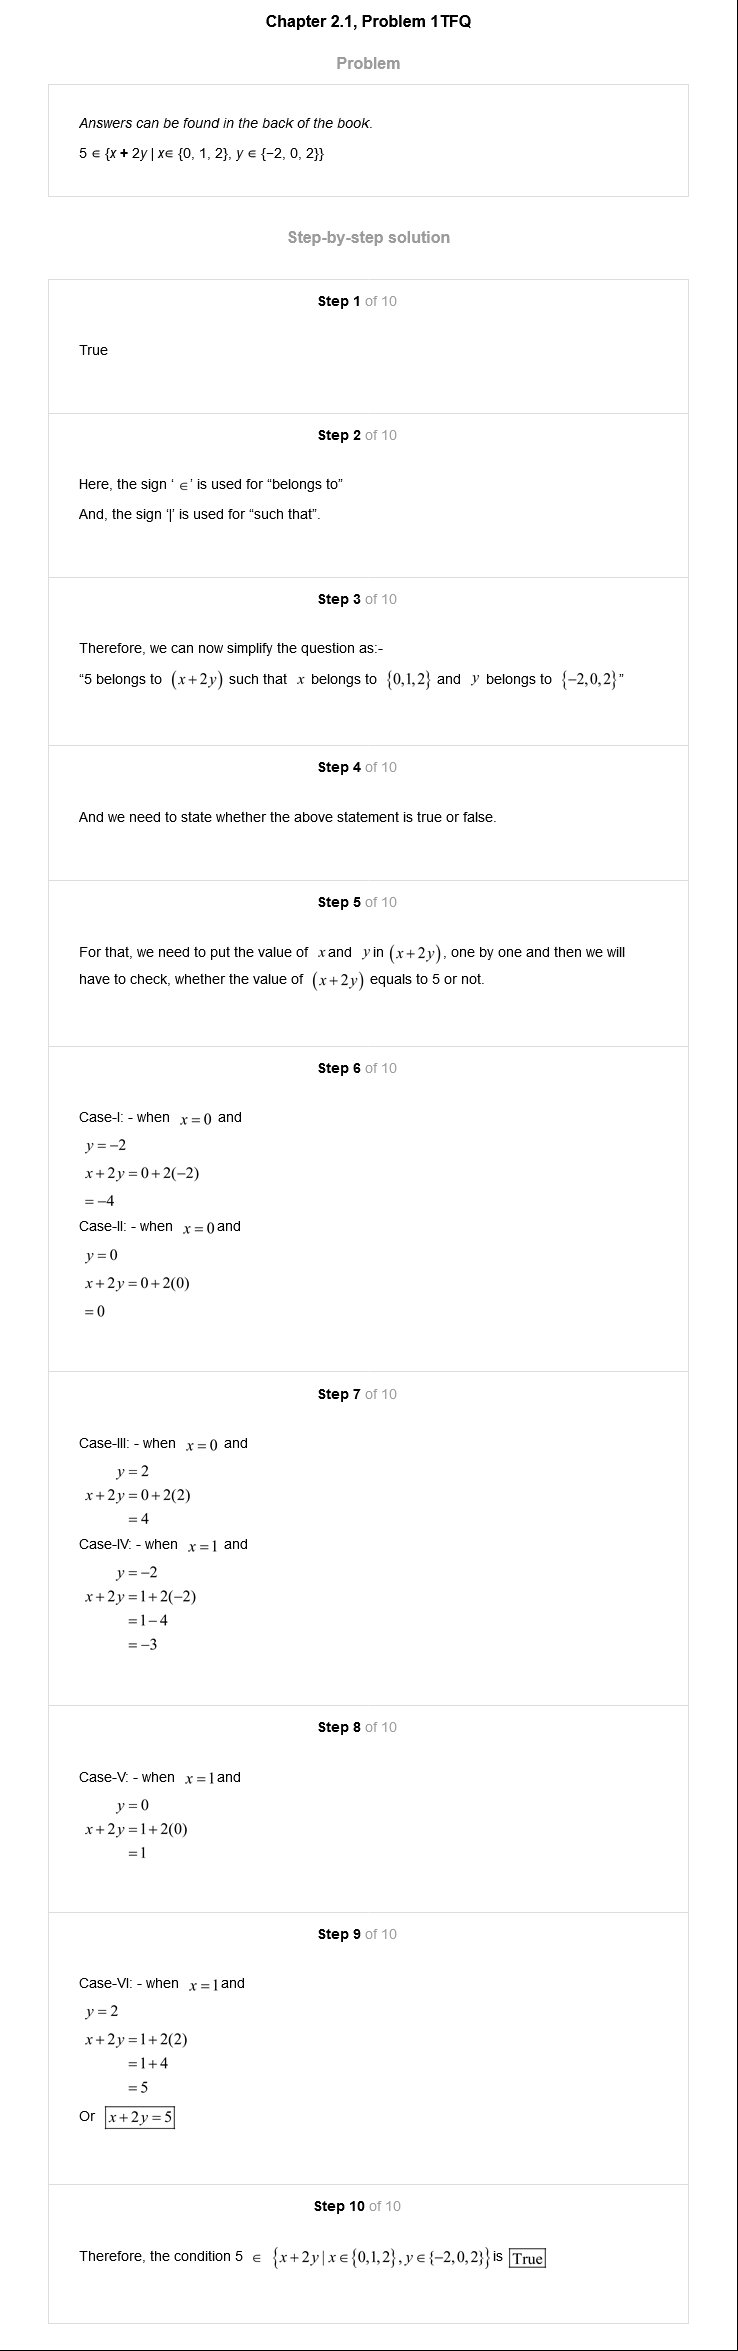 Chapter 2.1, Problem 1TFQ
Problem
Answers can be found in the back of the book.
5 ∈ {x + 2y | x∈ {0, 1, 2}, y ∈ {−2, 0, 2}}
Step-by-step solution
Step 1 of 10
True
Step 2 of 10
Here, the sign ‘ ∈’ is used for “belongs to”
And, the sign ‘|’ is used for “such that”.
Step 3 of 10
Therefore, we can now simplify the question as:-
“5 belongs to (x+2y) such that x belongs to {0,1,2} and y belongs to {−2,0,2}”
Step 4 of 10
And we need to state whether the above statement is true or false.
Step 5 of 10
For that, we need to put the value of x and y in (x+2y), one by one and then we will
have to check, whether the value of (x+2y) equals to 5 or not.
Step 6 of 10
Case-I: - when x=0 and
y=−2
x+2y=0+2(−2)
=−4
Case-II: - when x=0 and
y=0
x+2y=0+2(0)
=0
Step 7 of 10
Case-III: - when x=0 and
y=2
x+2y=0+2(2)
=4
Case-IV: - when x=1 and
y=−2
x+2y=1+2(−2)
=1−4
=−3
Step 8 of 10
Case-V: - when x=1 and
y=0
x+2y=1+2(0)
=1
Step 9 of 10
Case-VI: - when x=1 and
y=2
x+2y=1+2(2)
=1+4
=5
Or x+2y=5
Step 10 of 10
Therefore, the condition 5 ∈ {x+2y|x∈{0,1,2},y∈{−2,0,2}} is True